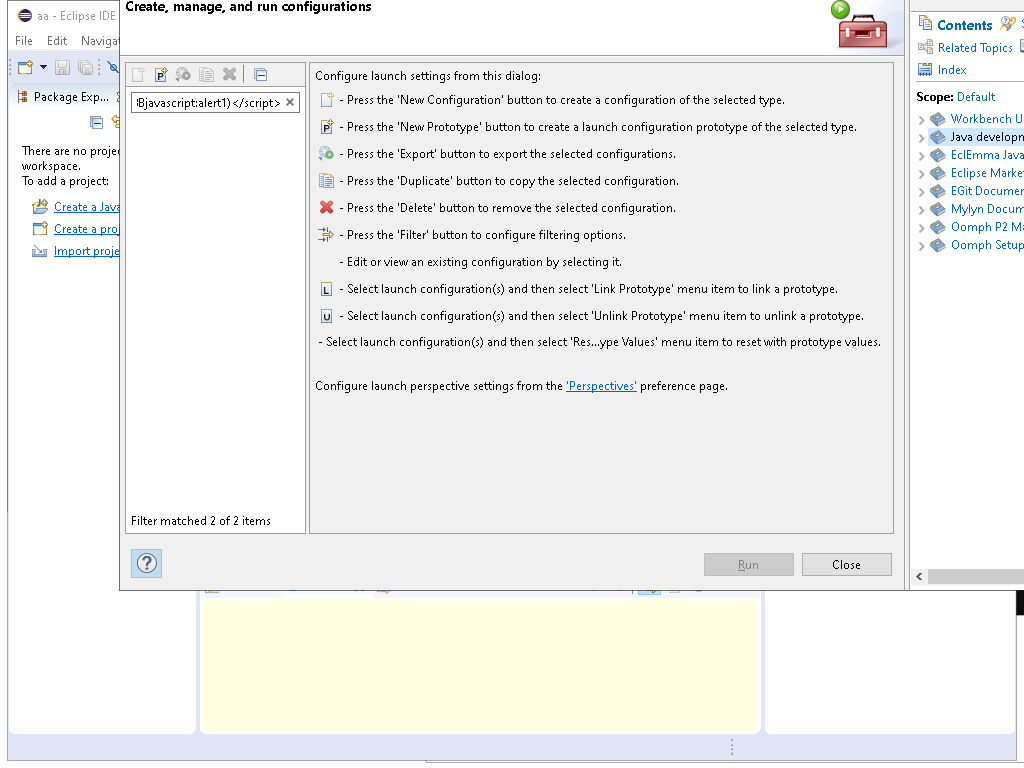 aa - Eclipse IDE
File Edit Naviga
Package Exp...
There are no proje
workspace.
To add a project:
Create a Java
Create a proj
Import proje
Create, manage, and run configurations
Bjavascript:alert1)</script>
Filter matched 2 of 2 items
Configure launch settings from this dialog:
- Press the 'New Configuration' button to create a configuration of the selected type.
P - Press the 'New Prototype' button to create a launch configuration prototype of the selected type.
- Press the 'Export' button to export the selected configurations.
- Press the 'Duplicate' button to copy the selected configuration.
- Press the 'Delete' button to remove the selected configuration.
- Press the 'Filter' button to configure filtering options.
- Edit or view an existing configuration by selecting it.
L - Select launch configuration(s) and then select 'Link Prototype' menu item to link a prototype.
U - Select launch configuration(s) and then select 'Unlink Prototype' menu item to unlink a prototype.
- Select launch configuration(s) and then select 'Res...ype Values' menu item to reset with prototype values.
Configure launch perspective settings from the 'Perspectives' preference page.
?
Run Close
Contents
Related Topics
Index
Scope: Default
Workbench U
Java developm
EclEmma Java
Eclipse Marke
EGit Documen
Mylyn Docum
Oomph P2 Ma
Oomph Setup